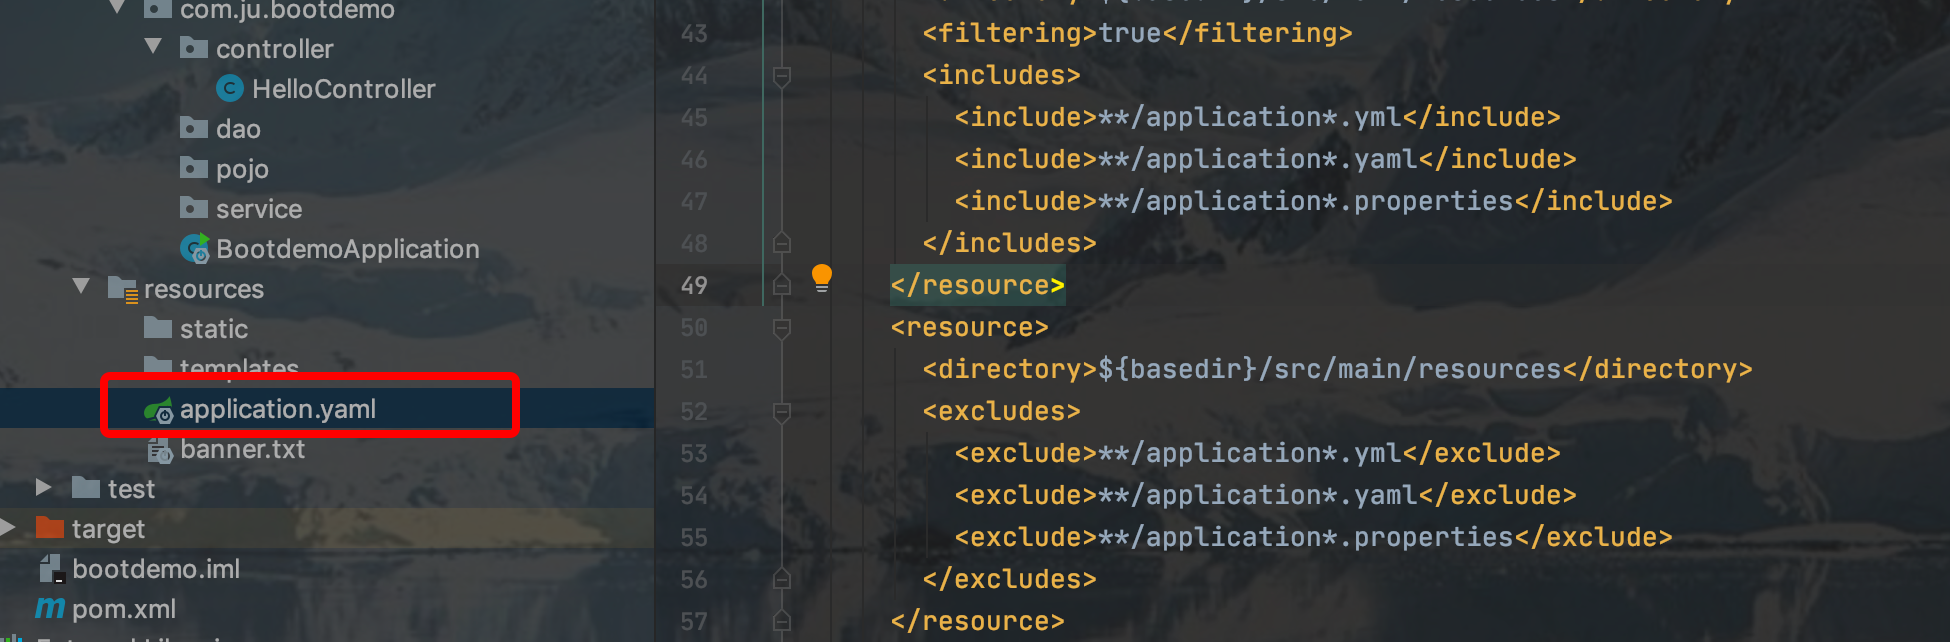 com.ju.bootdemo
controller
HelloController
dao
pojo
service
BootdemoApplication
resources
static
templates
application.yaml
banner.txt
test
target
bootdemo.iml
pom.xml
43 <filtering>true</filtering>
44 <includes>
45 <include>**/application*.yml</include>
46 <include>**/application*.yaml</include>
47 <include>**/application*.properties</include>
48 </includes>
49 </resource>
50 <resource>
51 <directory>${basedir}/src/main/resources</directory>
52 <excludes>
53 <exclude>**/application*.yml</exclude>
54 <exclude>**/application*.yaml</exclude>
55 <exclude>**/application*.properties</exclude>
56 </excludes>
57 </resource>